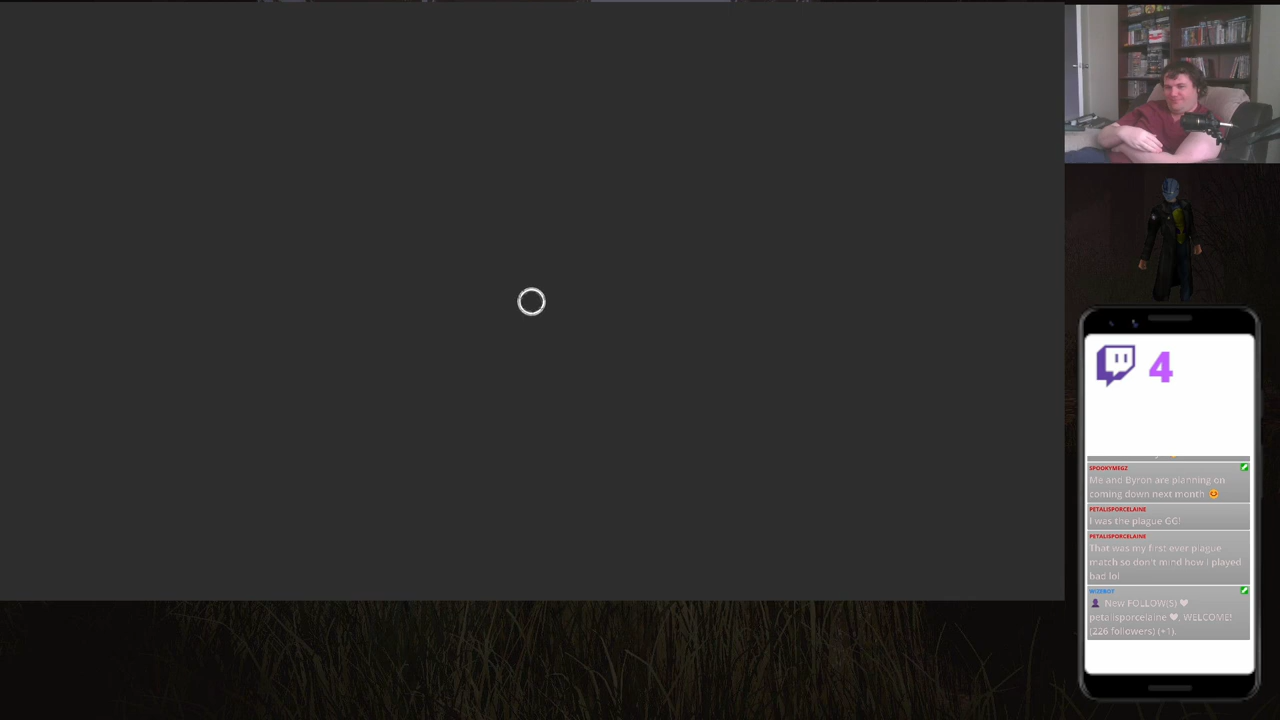 4
SPOOKYMEGZ
Me and Byron are planning on
coming down next month
PETALISPORCELAINE
I was the plague GG!
PETALISPORCELAINE
That was my first ever plague
match so don't mind how I played
bad lol
WIZEBOT
New FOLLOW(S)
petalisporcelaine , WELCOME!
(226 followers) (+1).